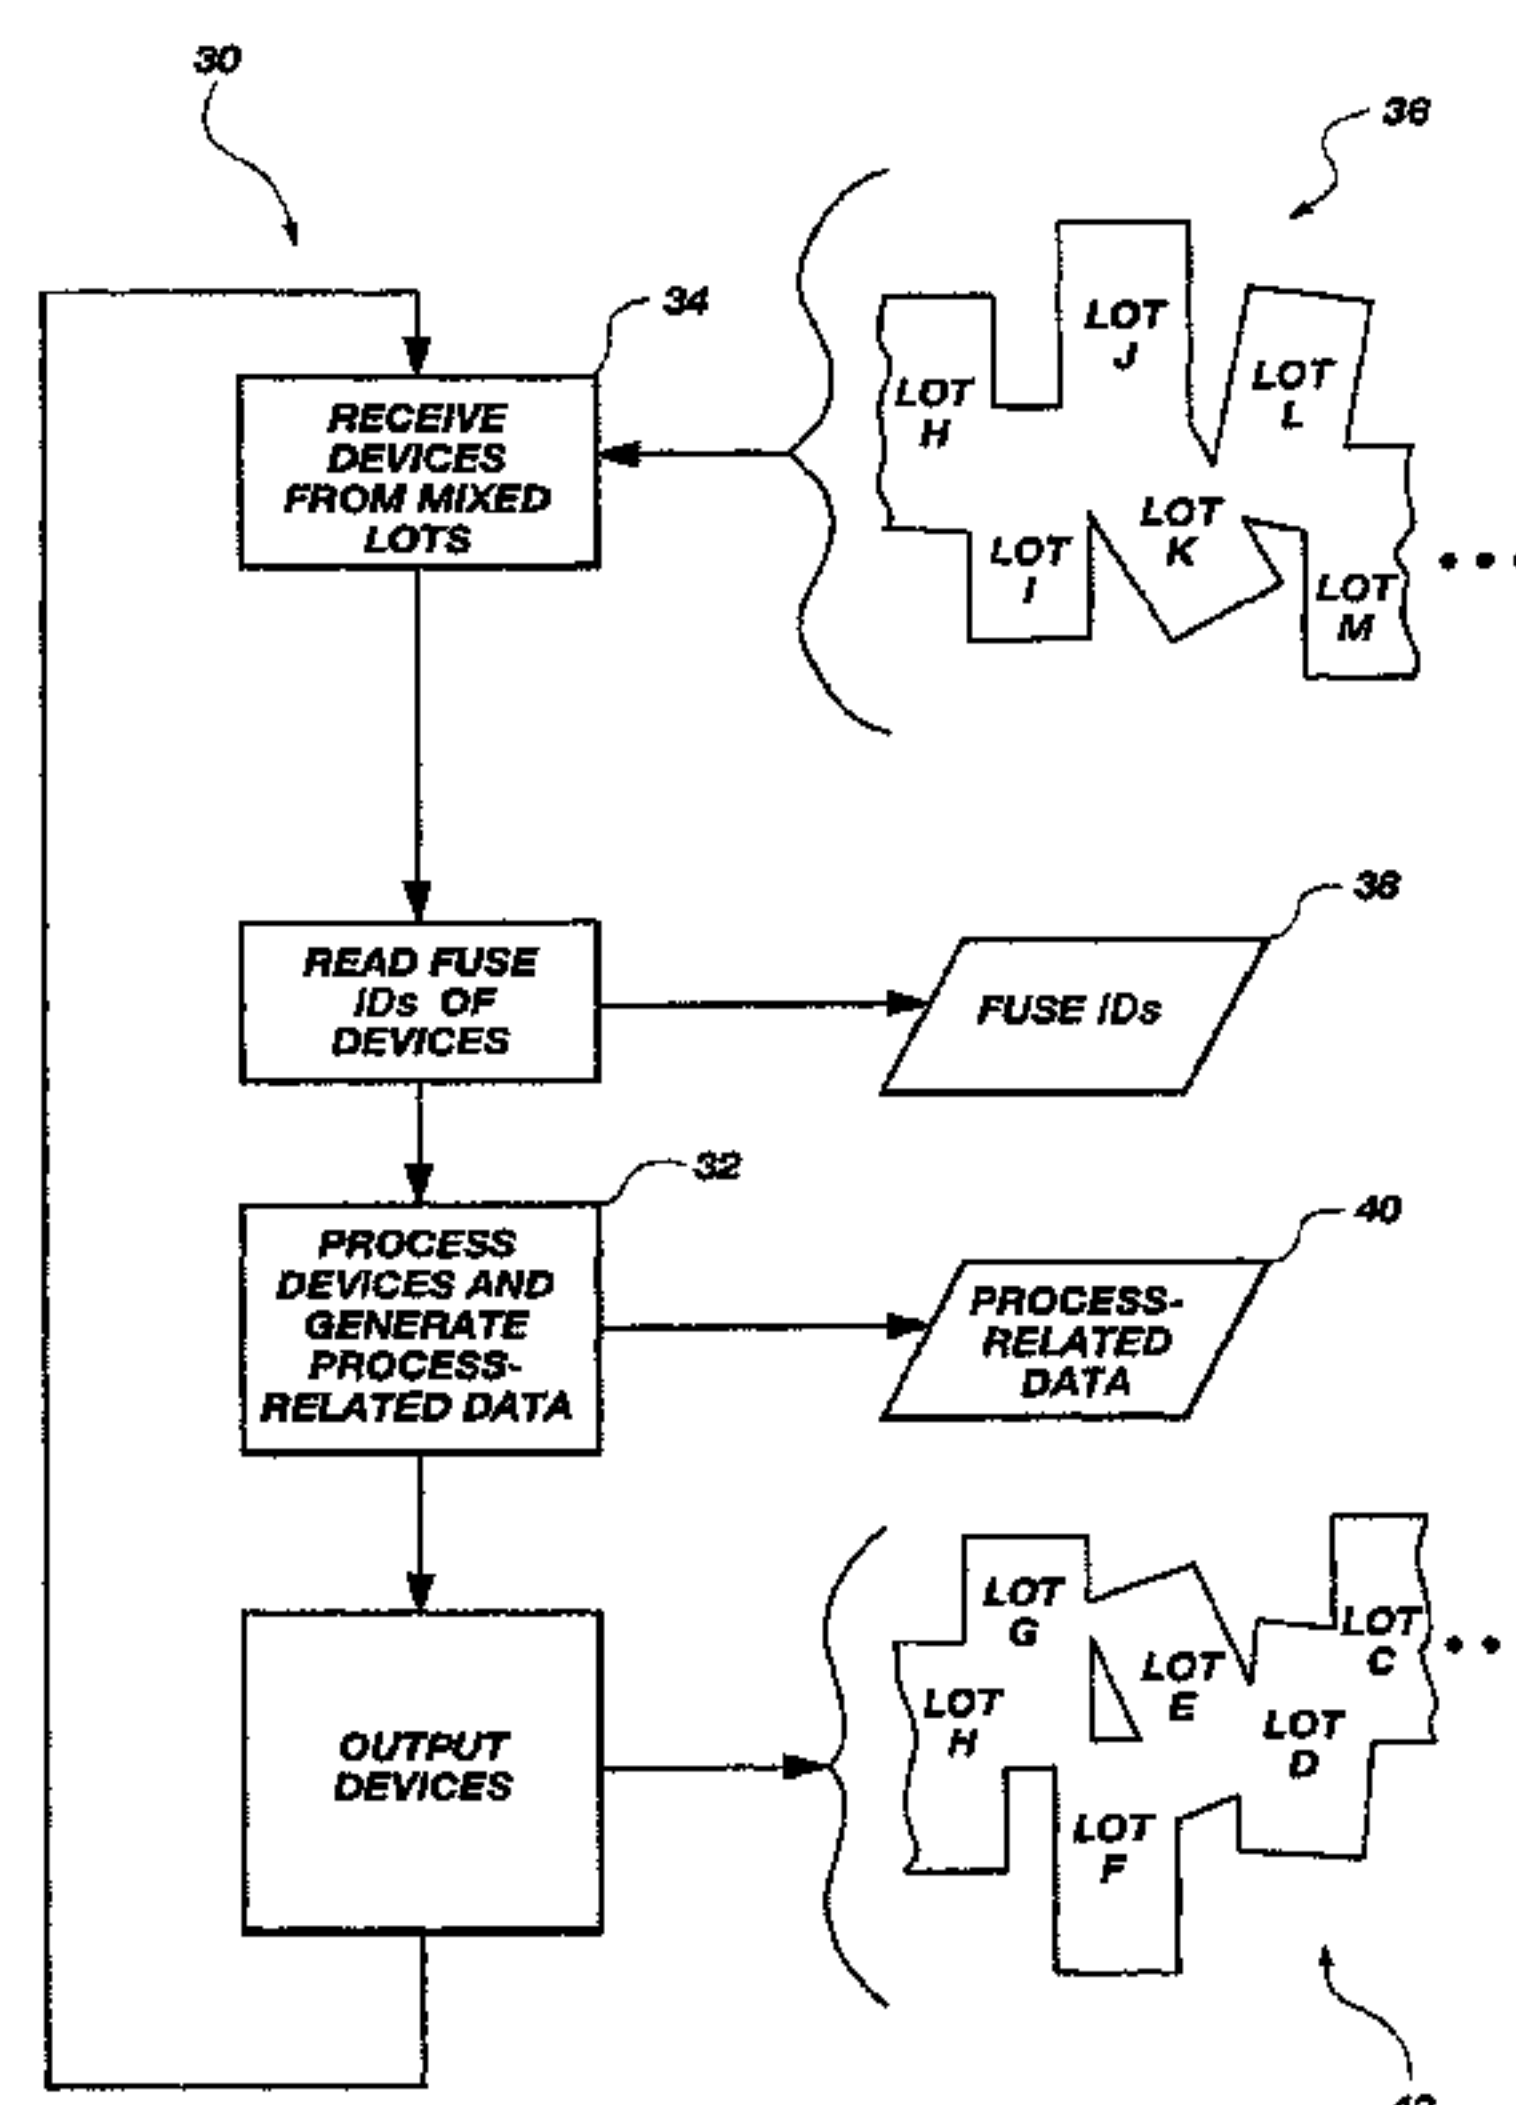 30
36
34
RECEIVE
DEVICES
FROM MIXED
LOTS
LOT
H
LOT
J
LOT
L
LOT
I
LOT
K
LOT
M
38
READ FUSE
IDs OF
DEVICES
FUSE IDs
32
40
PROCESS
DEVICES AND
GENERATE
PROCESS-
RELATED DATA
PROCESS-
RELATED
DATA
OUTPUT
DEVICES
LOT
G
LOT
C
LOT
E
LOT
H
LOT
D
LOT
F